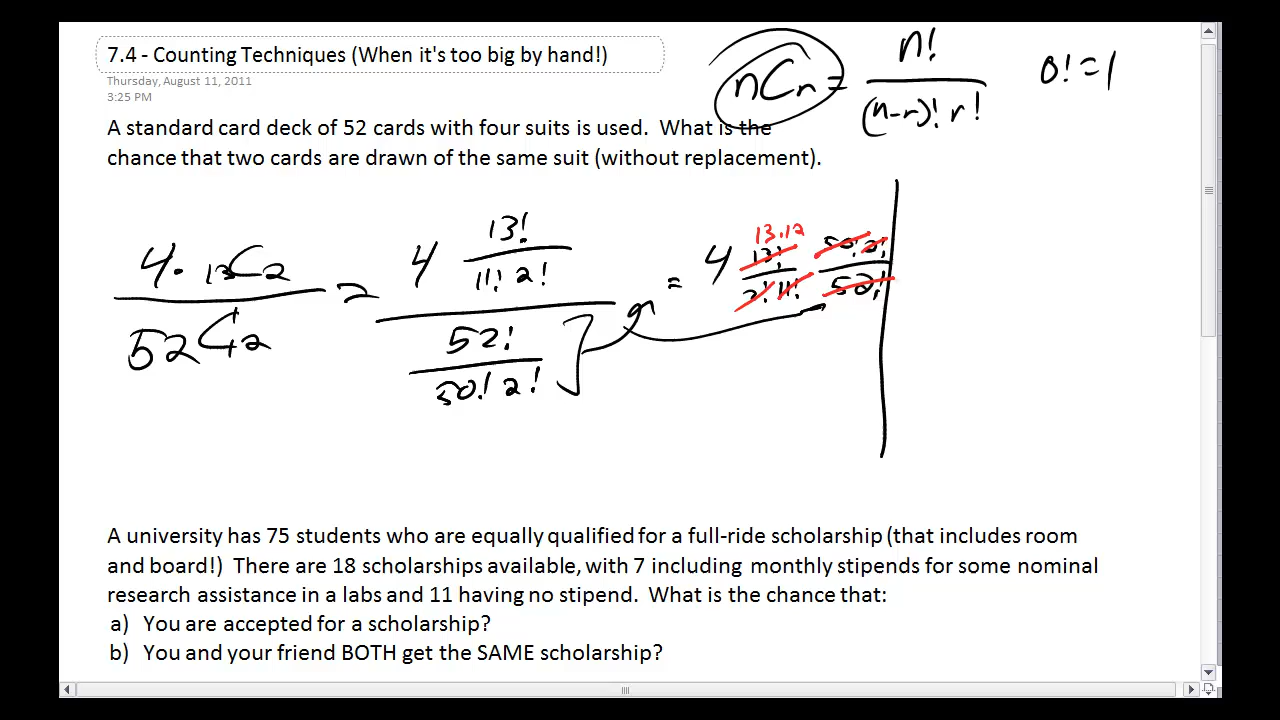 7.4 - Counting Techniques (When it's too big by hand!)
Thursday, August 11, 2011
3:25 PM
nCr = n! / (n-r)! r!
0! = 1
A standard card deck of 52 cards with four suits is used. What is the
chance that two cards are drawn of the same suit (without replacement).
4 · 13C2 / 52C2 = 4 13! / 11! 2! / 52! / 50! 2! = 4 13! / 2! 11! 50! 2! / 52!
13·12
A university has 75 students who are equally qualified for a full-ride scholarship (that includes room
and board!) There are 18 scholarships available, with 7 including monthly stipends for some nominal
research assistance in a labs and 11 having no stipend. What is the chance that:
a) You are accepted for a scholarship?
b) You and your friend BOTH get the SAME scholarship?